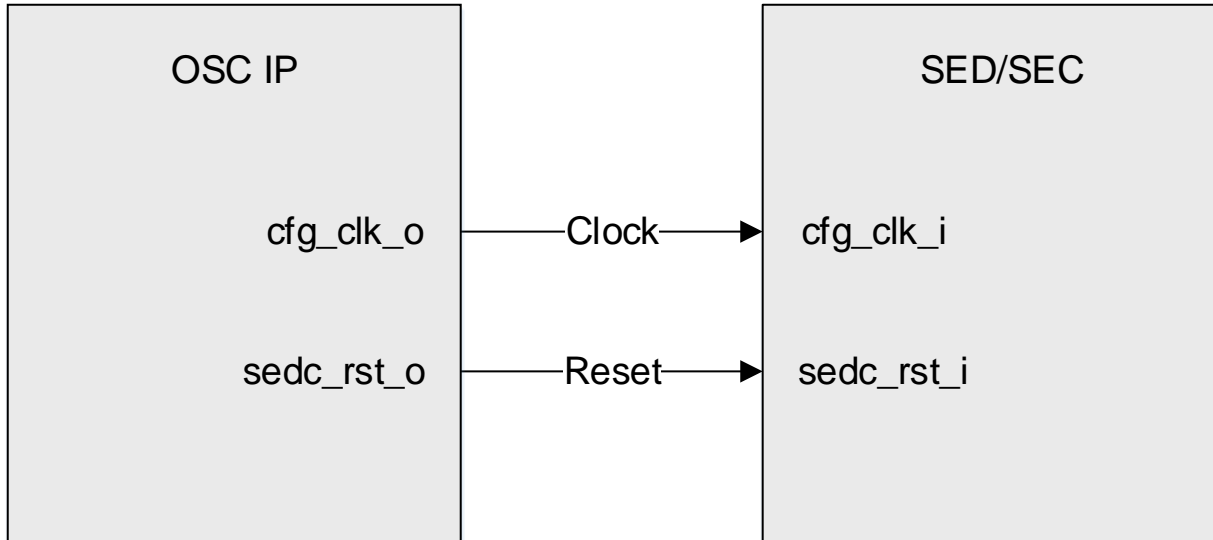 OSC IP
SED/SEC
cfg_clk_o
Clock
cfg_clk_i
sedc_rst_o
Reset
sedc_rst_i